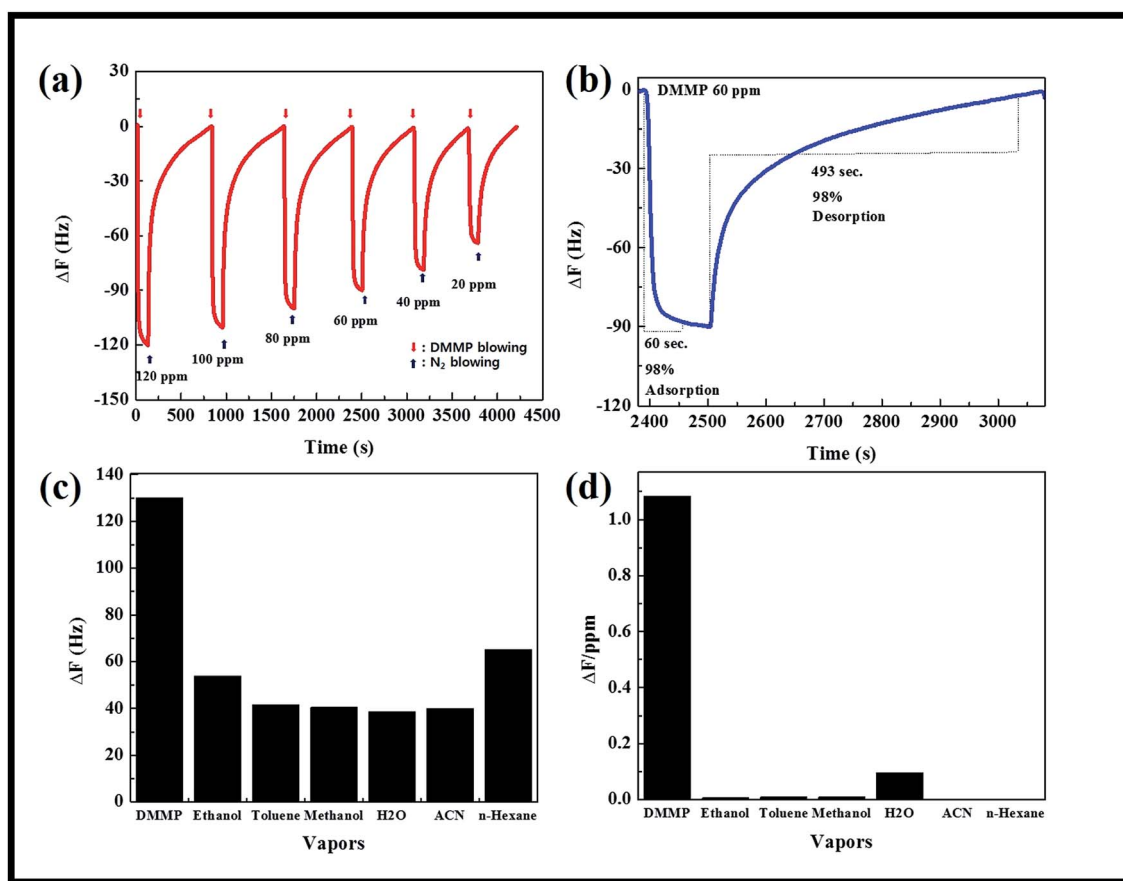 (a)
30
0
-30
-60
-90
-120
-150
ΔF (Hz)
120 ppm
100 ppm
80 ppm
60 ppm
40 ppm
20 ppm
: DMMP blowing
: N₂ blowing
0 500 1000 1500 2000 2500 3000 3500 4000 4500
Time (s)
(b)
0
-30
-60
-90
-120
ΔF (Hz)
DMMP 60 ppm
493 sec.
98%
Desorption
60 sec.
98%
Adsorption
2400 2500 2600 2700 2800 2900 3000
Time (s)
(c)
140
120
100
80
60
40
20
0
ΔF (Hz)
DMMP Ethanol Toluene Methanol H2O ACN n-Hexane
Vapors
(d)
1.0
0.8
0.6
0.4
0.2
0.0
ΔF/ppm
DMMP Ethanol Toluene Methanol H2O ACN n-Hexane
Vapors